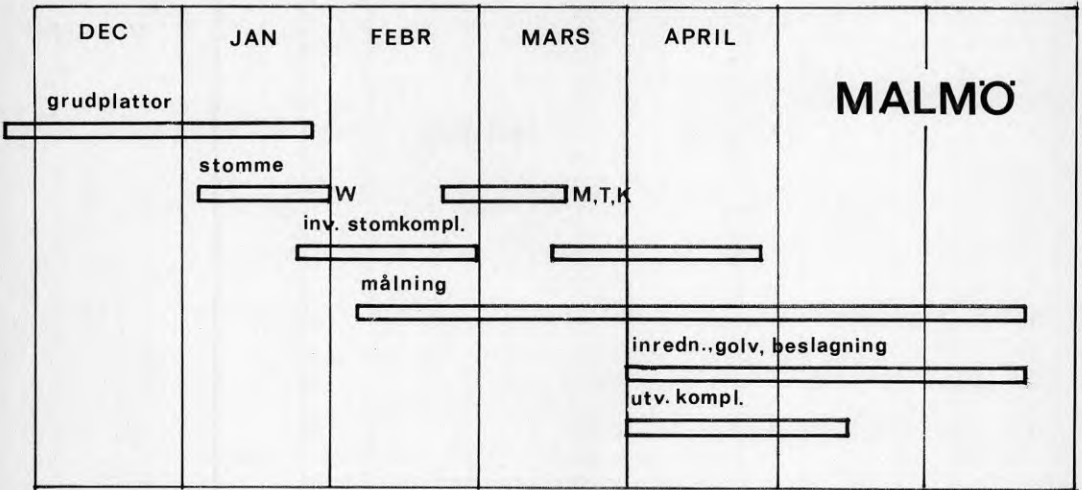 DEC JAN FEBR MARS APRIL
MALMÖ
grudplattor
stomme
W M,T,K
inv. stomkompl.
målning
inredn.,golv, beslagning
utv. kompl.